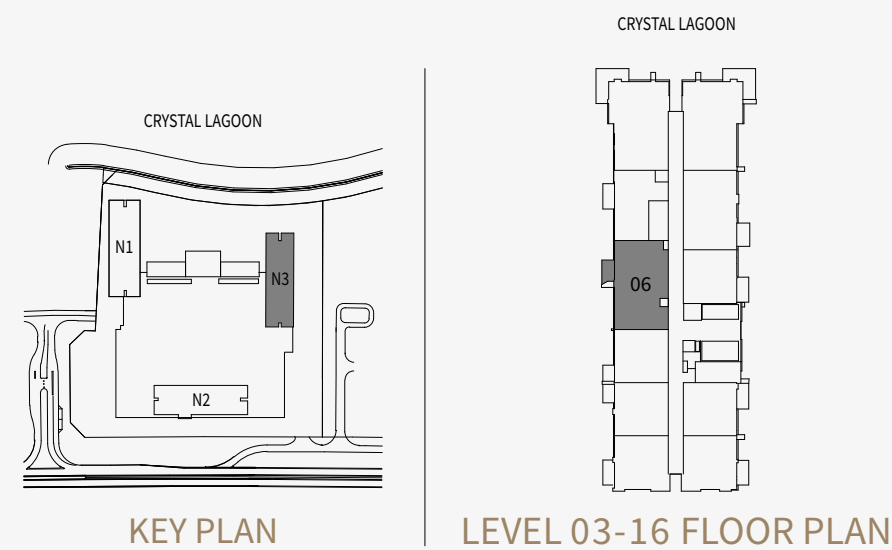 CRYSTAL LAGOON
N1
N3
N2
KEY PLAN
CRYSTAL LAGOON
06
LEVEL 03-16 FLOOR PLAN